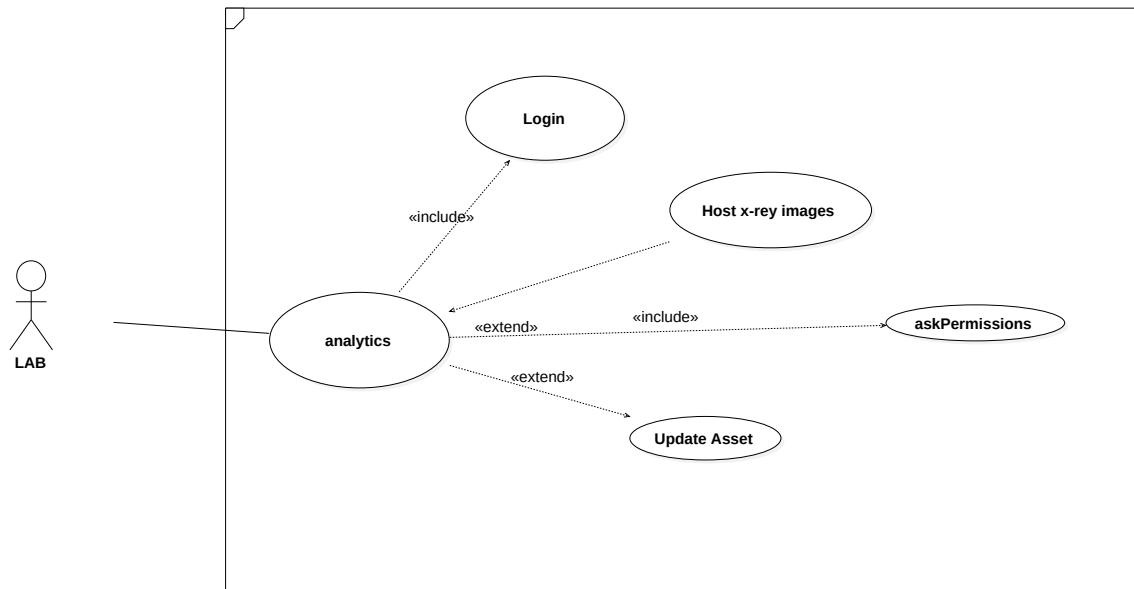 Login
«include»
Host x-rey images
«extend»
«include»
askPermissions
analytics
LAB
«extend»
Update Asset